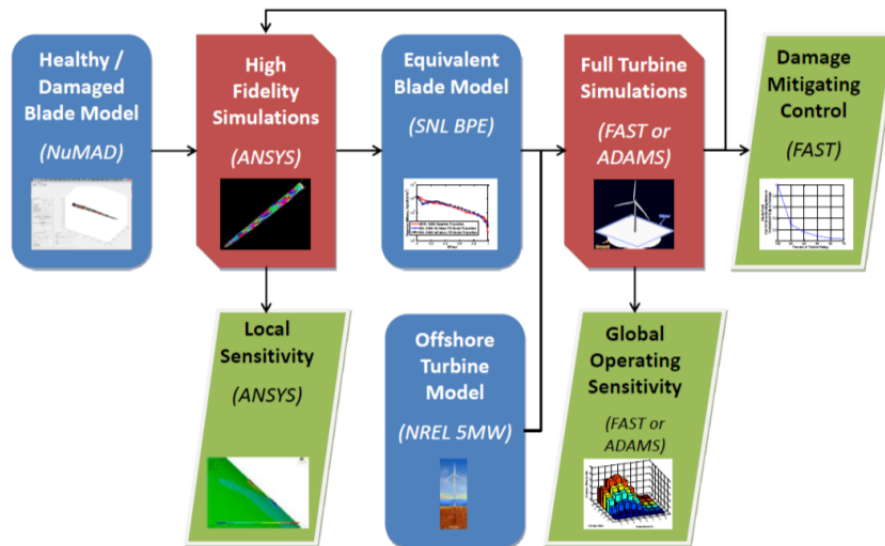 Healthy /
Damaged
Blade Model
(NuMAD)
High
Fidelity
Simulations
(ANSYS)
Equivalent
Blade Model
(SNL BPE)
Full Turbine
Simulations
(FAST or
ADAMS)
Damage
Mitigating
Control
(FAST)
Local
Sensitivity
(ANSYS)
Offshore
Turbine
Model
(NREL 5MW)
Global
Operating
Sensitivity
(FAST or
ADAMS)